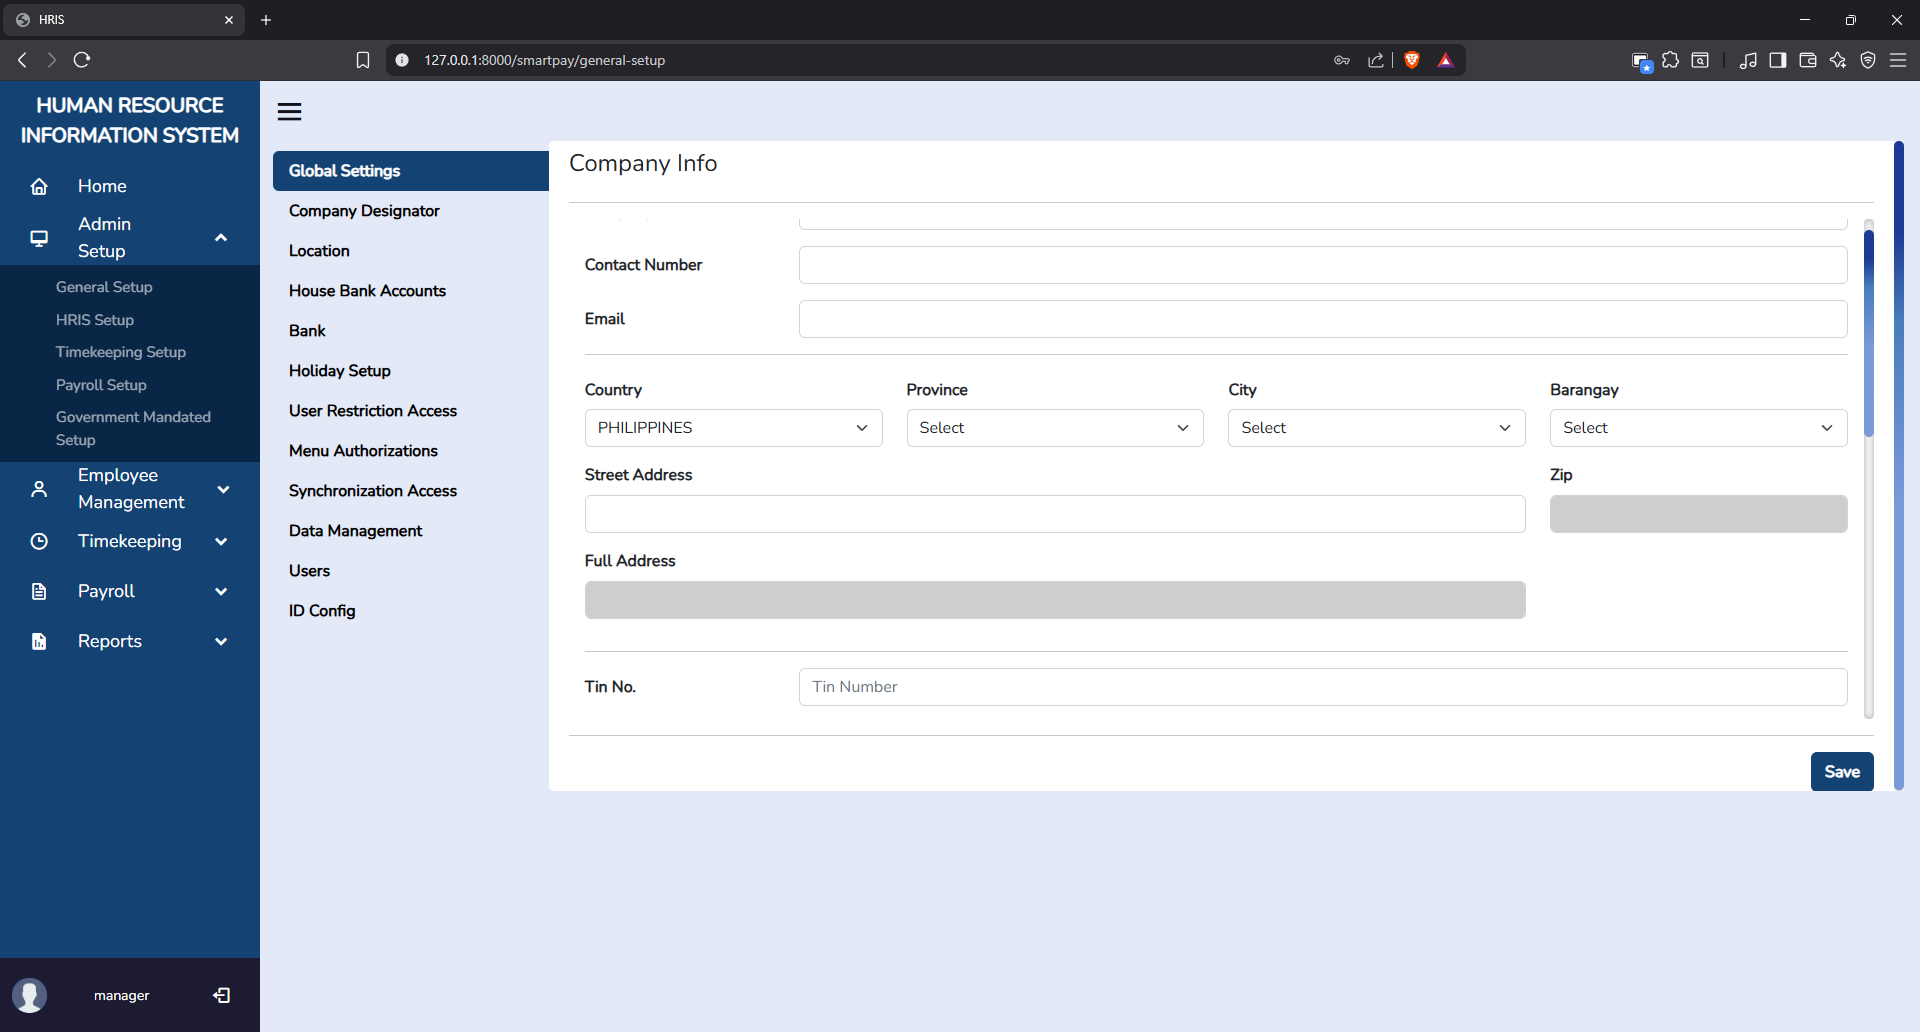 HRIS
127.0.0.1:8000/smartpay/general-setup
HUMAN RESOURCE
INFORMATION SYSTEM
Home
Admin
Setup
General Setup
HRIS Setup
Timekeeping Setup
Payroll Setup
Government Mandated
Setup
Employee
Management
Timekeeping
Payroll
Reports
manager
Global Settings
Company Designator
Location
House Bank Accounts
Bank
Holiday Setup
User Restriction Access
Menu Authorizations
Synchronization Access
Data Management
Users
ID Config
Company Info
Contact Number
Email
Country Province City Barangay
PHILIPPINES Select Select Select
Street Address Zip
Full Address
Tin No. Tin Number
Save